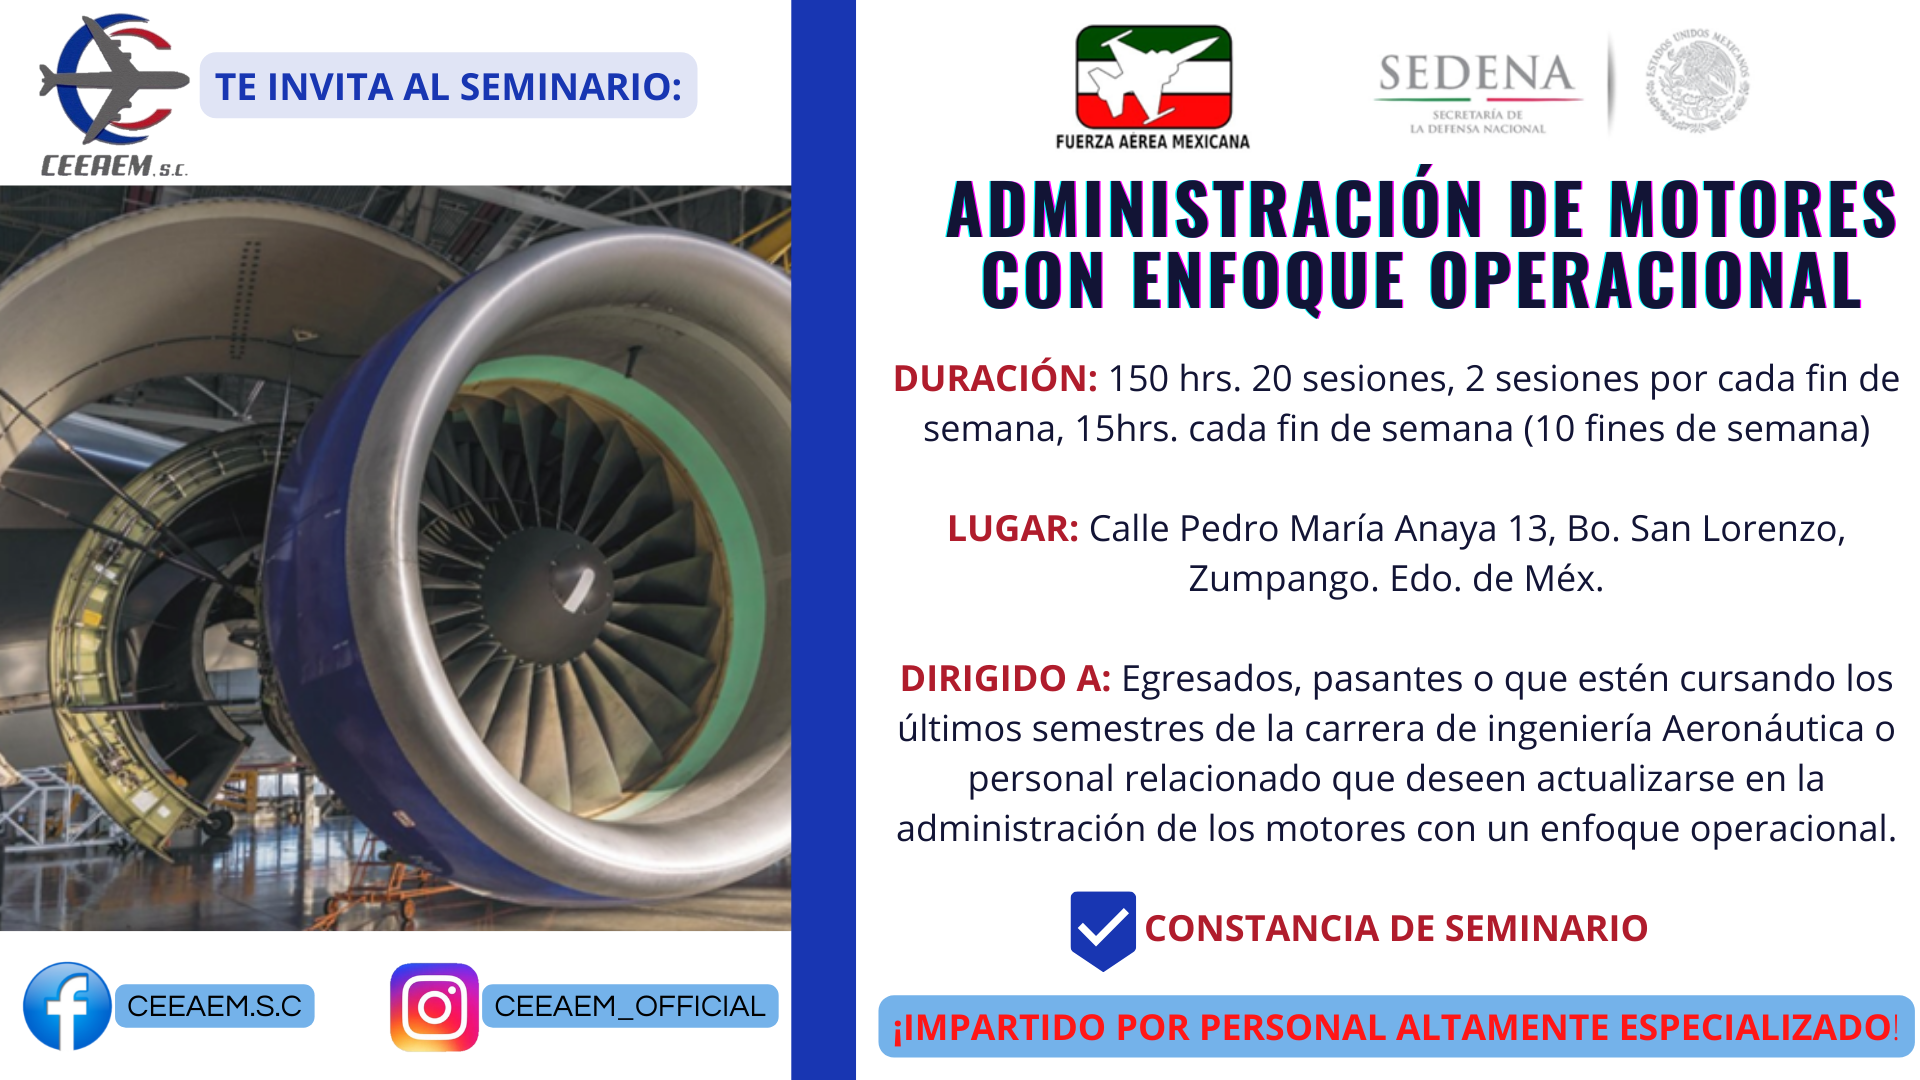 CEEAEM, S.C.
TE INVITA AL SEMINARIO:
FUERZA AÉREA MEXICANA
SEDENA
SECRETARÍA DE
LA DEFENSA NACIONAL
ESTADOS UNIDOS MEXICANOS
ADMINISTRACIÓN DE MOTORES
CON ENFOQUE OPERACIONAL
DURACIÓN: 150 hrs. 20 sesiones, 2 sesiones por cada fin de
semana, 15hrs. cada fin de semana (10 fines de semana)
LUGAR: Calle Pedro María Anaya 13, Bo. San Lorenzo,
Zumpango. Edo. de Méx.
DIRIGIDO A: Egresados, pasantes o que estén cursando los
últimos semestres de la carrera de ingeniería Aeronáutica o
personal relacionado que deseen actualizarse en la
administración de los motores con un enfoque operacional.
CONSTANCIA DE SEMINARIO
¡IMPARTIDO POR PERSONAL ALTAMENTE ESPECIALIZADO!
CEEAEM.S.C
CEEAEM_OFFICIAL